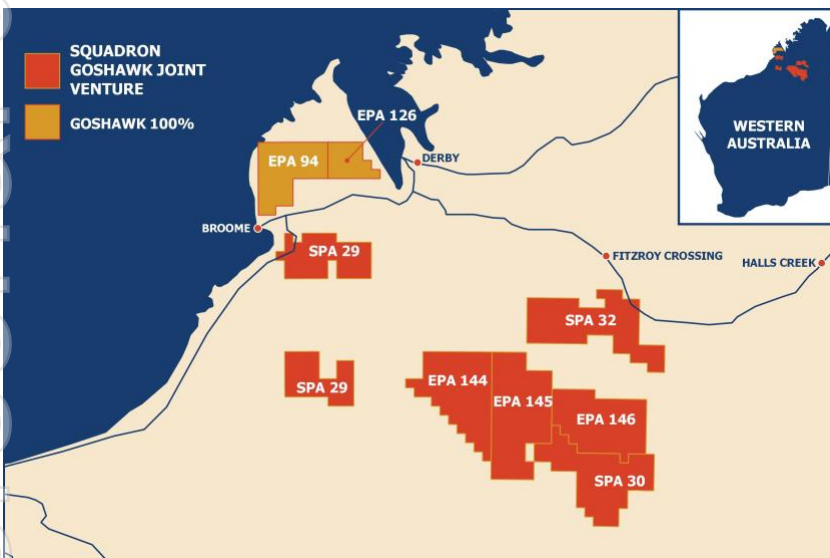 SQUADRON
GOSHAWK JOINT
VENTURE
GOSHAWK 100%
EPA 126
EPA 94
DERBY
BROOME
SPA 29
FITZROY CROSSING
HALLS CREEK
SPA 32
SPA 29
EPA 144
EPA 145
EPA 146
SPA 30
WESTERN
AUSTRALIA